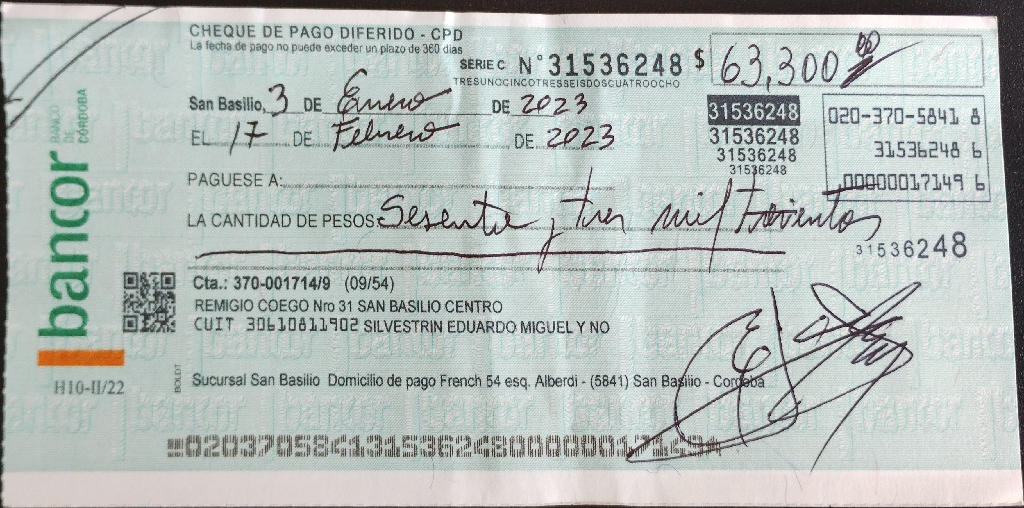 CHEQUE DE PAGO DIFERIDO - CPD
La fecha de pago no puede exceder un plazo de 360 dias
SERIE C N° 31536248 $ 63,300 00
TRESUNOCINCOTRESSEISDOSCUATROOCHO
San Basilio, 3 DE Enero DE 2023
EL 17 DE Febrero DE 2023
31536248
31536248
31536248
31536248
020-370-5841 8
31536248 6
00000017149 6
PAGUESE A:
LA CANTIDAD DE PESOS Sesenta y tres mil trescientos
31536248
bancor
BANCO DE CÓRDOBA
H10-II/22
BOLDT
Cta.: 370-001714/9 (09/54)
REMIGIO COEGO Nro 31 SAN BASILIO CENTRO
CUIT 30610811902 SILVESTRIN EDUARDO MIGUEL Y NO
Sucursal San Basilio Domicilio de pago French 54 esq. Alberdi - (5841) San Basilio - Cordoba